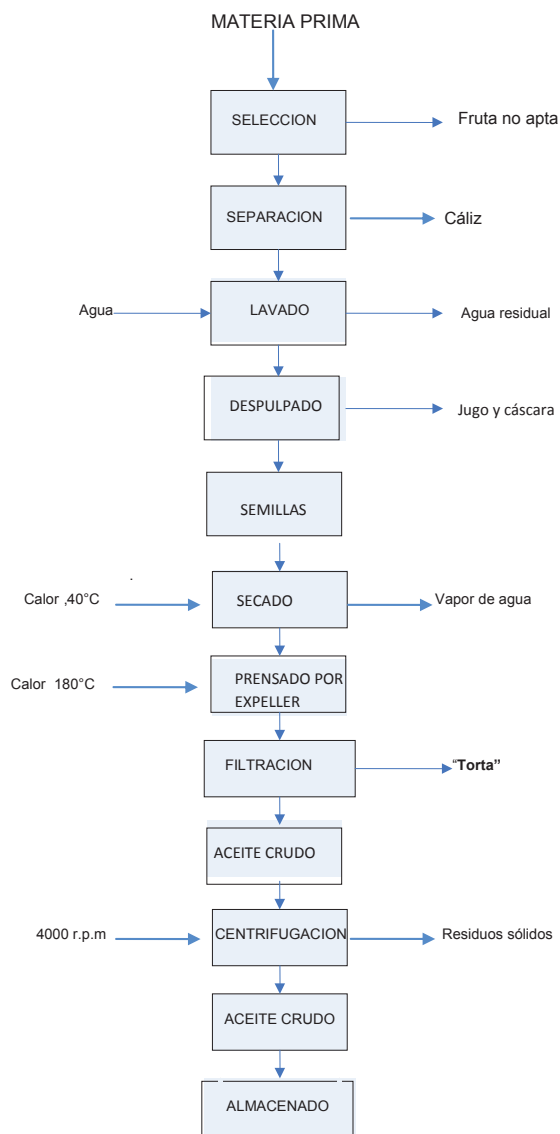 MATERIA PRIMA
SELECCION
Fruta no apta
SEPARACION
Cáliz
Agua
LAVADO
Agua residual
DESPULPADO
Jugo y cáscara
SEMILLAS
Calor ,40°C
SECADO
Vapor de agua
Calor 180°C
PRENSADO POR
EXPELLER
FILTRACION
“Torta”
ACEITE CRUDO
4000 r.p.m
CENTRIFUGACION
Residuos sólidos
ACEITE CRUDO
ALMACENADO